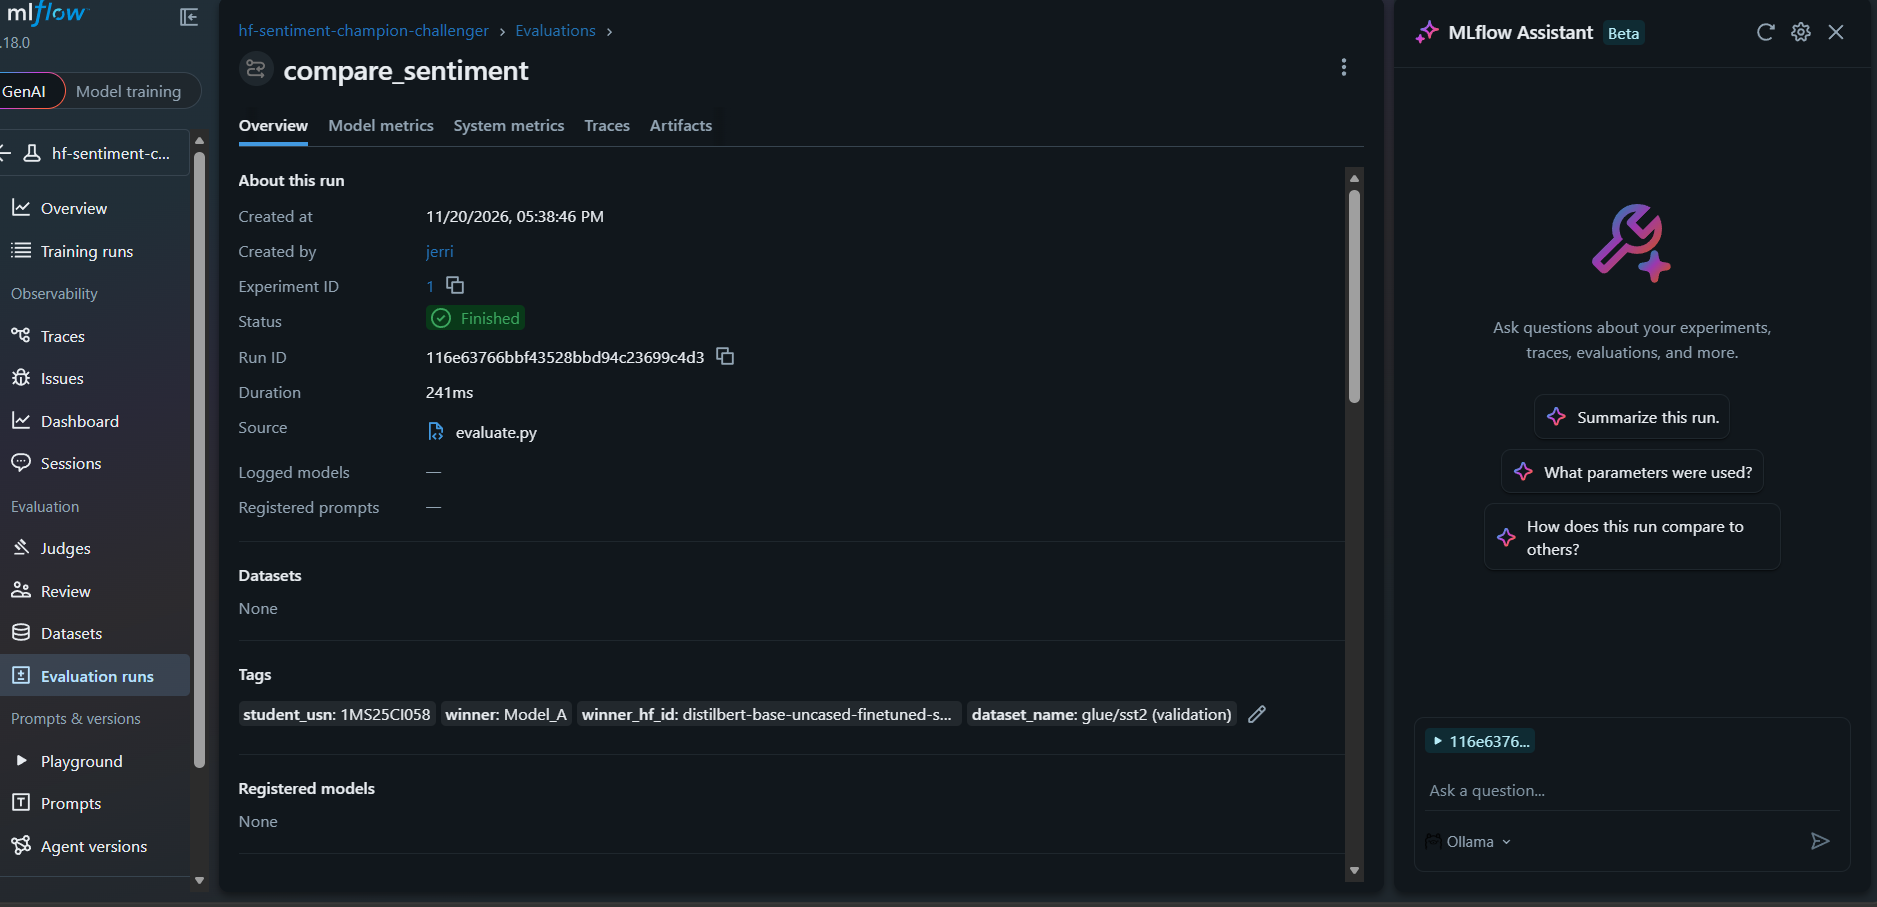 mlflow
.18.0
GenAI
Model training
hf-sentiment-c...
Overview
Training runs
Observability
Traces
Issues
Dashboard
Sessions
Evaluation
Judges
Review
Datasets
Evaluation runs
Prompts & versions
Playground
Prompts
Agent versions
hf-sentiment-champion-challenger > Evaluations >
compare_sentiment
Overview Model metrics System metrics Traces Artifacts
About this run
Created at 11/20/2026, 05:38:46 PM
Created by jerri
Experiment ID 1
Status Finished
Run ID 116e63766bbf43528bbd94c23699c4d3
Duration 241ms
Source evaluate.py
Logged models —
Registered prompts —
Datasets
None
Tags
student_usn: 1MS25CI058 winner: Model_A winner_hf_id: distilbert-base-uncased-finetuned-s... dataset_name: glue/sst2 (validation)
Registered models
None
MLflow Assistant Beta
Ask questions about your experiments,
traces, evaluations, and more.
Summarize this run.
What parameters were used?
How does this run compare to
others?
116e6376...
Ask a question...
Ollama